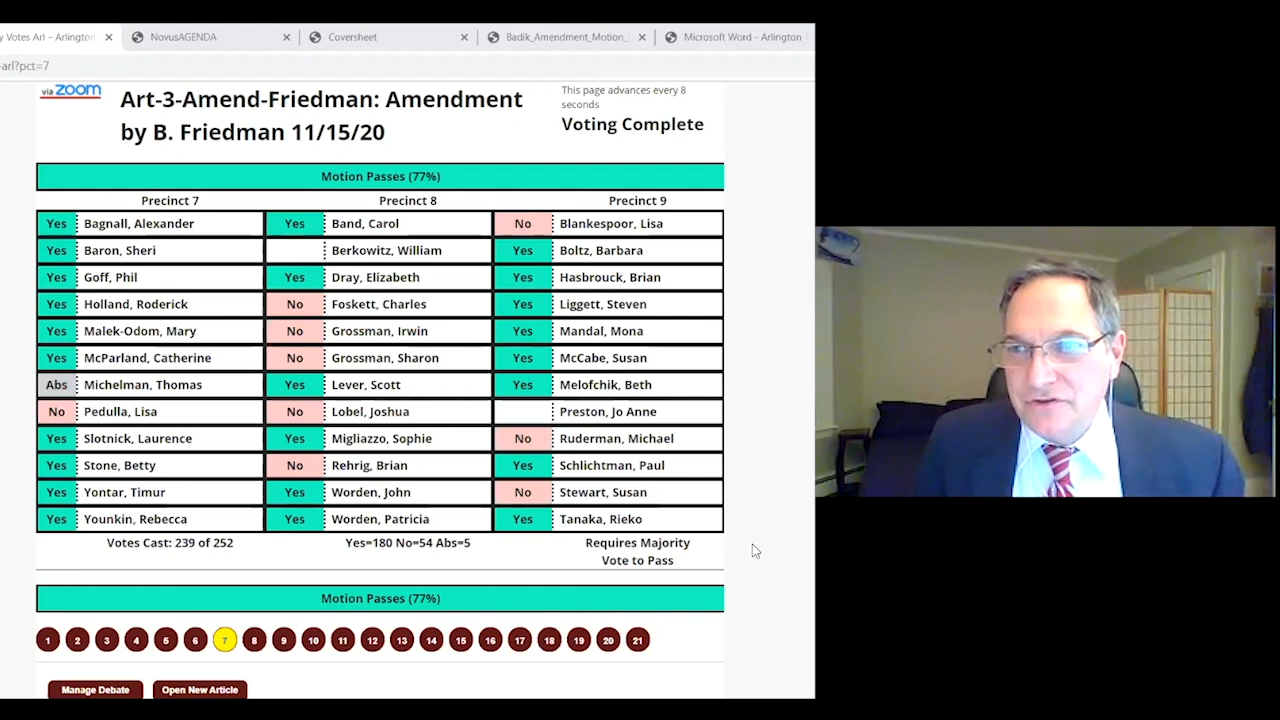 y Votes Arl – Arlington × NovusAGENDA × Coversheet × Badik_Amendment_Motion_ × Microsoft Word - Arlington
-arl?pct=7
via zoom
Art-3-Amend-Friedman: Amendment
by B. Friedman 11/15/20
This page advances every 8
seconds
Voting Complete
Motion Passes (77%)
Precinct 7 Precinct 8 Precinct 9
Yes Bagnall, Alexander Yes Band, Carol No Blankespoor, Lisa
Yes Baron, Sheri Berkowitz, William Yes Boltz, Barbara
Yes Goff, Phil Yes Dray, Elizabeth Yes Hasbrouck, Brian
Yes Holland, Roderick No Foskett, Charles Yes Liggett, Steven
Yes Malek-Odom, Mary No Grossman, Irwin Yes Mandal, Mona
Yes McParland, Catherine No Grossman, Sharon Yes McCabe, Susan
Abs Michelman, Thomas Yes Lever, Scott Yes Melofchik, Beth
No Pedulla, Lisa No Lobel, Joshua Preston, Jo Anne
Yes Slotnick, Laurence Yes Migliazzo, Sophie No Ruderman, Michael
Yes Stone, Betty No Rehrig, Brian Yes Schlichtman, Paul
Yes Yontar, Timur Yes Worden, John No Stewart, Susan
Yes Younkin, Rebecca Yes Worden, Patricia Yes Tanaka, Rieko
Votes Cast: 239 of 252 Yes=180 No=54 Abs=5 Requires Majority
Vote to Pass
Motion Passes (77%)
1 2 3 4 5 6 7 8 9 10 11 12 13 14 15 16 17 18 19 20 21
Manage Debate Open New Article